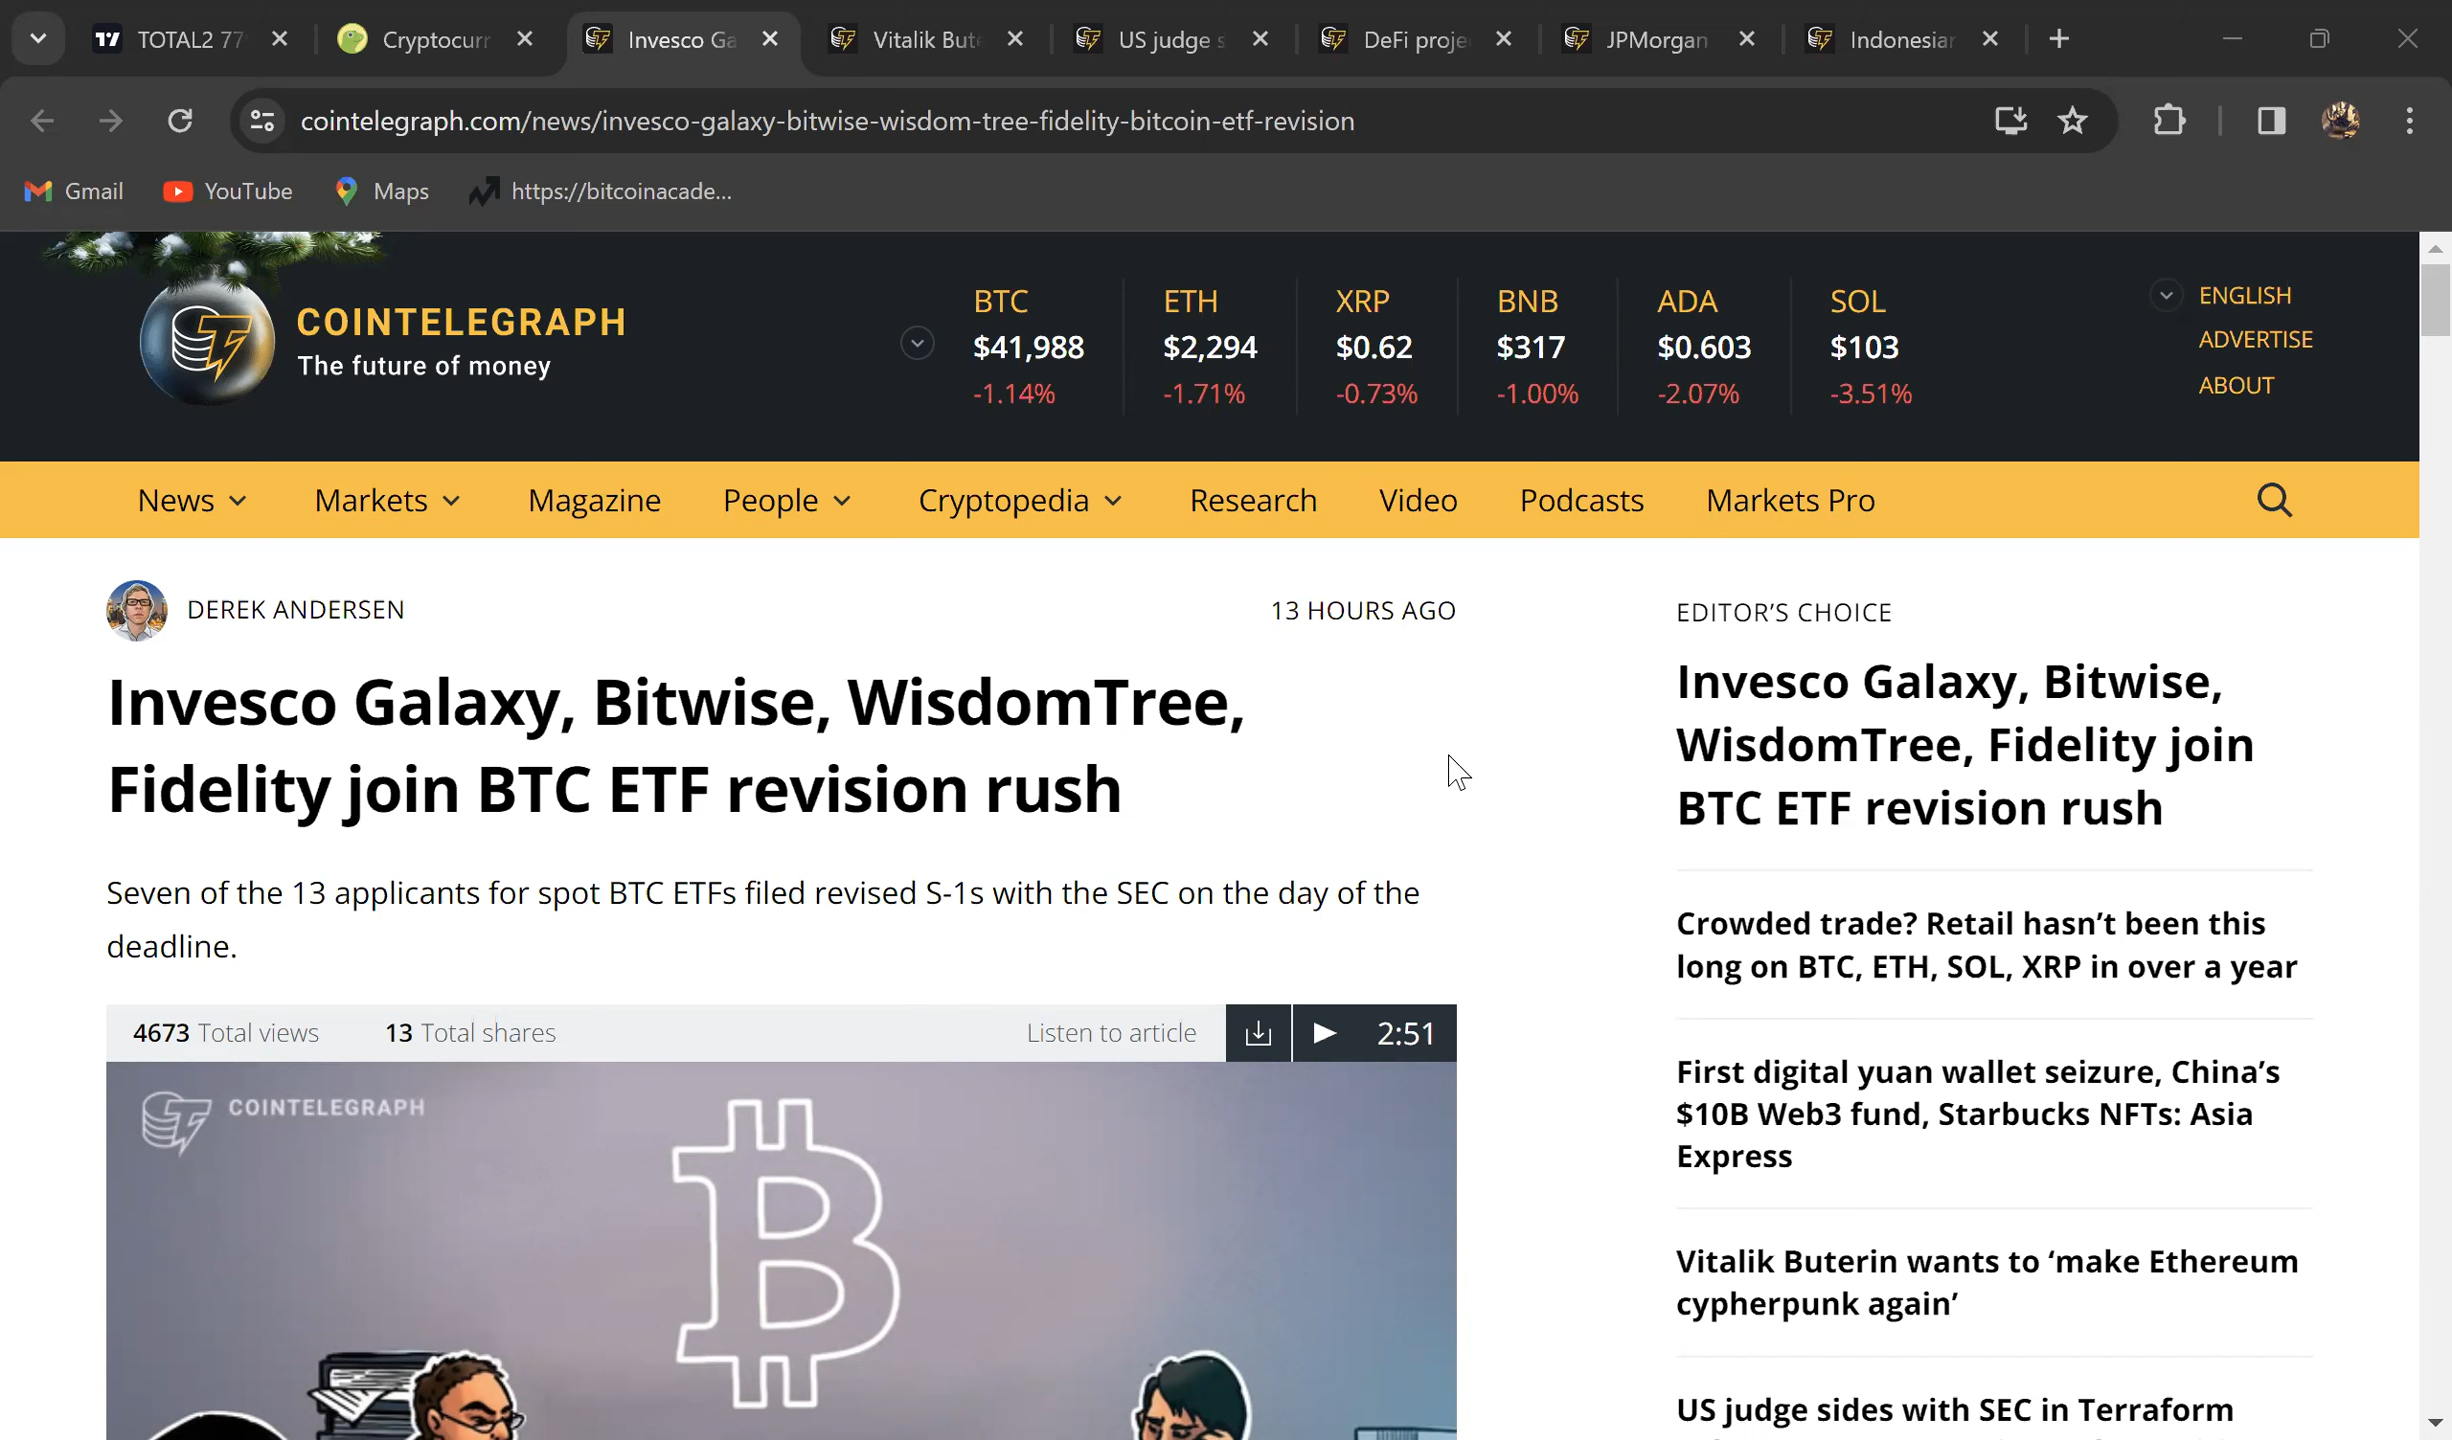 TOTAL2 77
Cryptocurr
Invesco Ga
Vitalik Bute
US judge s
DeFi proje
JPMorgan
Indonesian
cointelegraph.com/news/invesco-galaxy-bitwise-wisdom-tree-fidelity-bitcoin-etf-revision
Gmail
YouTube
Maps
https://bitcoinacade...
COINTELEGRAPH
The future of money
BTC
$41,988
-1.14%
ETH
$2,294
-1.71%
XRP
$0.62
-0.73%
BNB
$317
-1.00%
ADA
$0.603
-2.07%
SOL
$103
-3.51%
ENGLISH
ADVERTISE
ABOUT
News
Markets
Magazine
People
Cryptopedia
Research
Video
Podcasts
Markets Pro
DEREK ANDERSEN
13 HOURS AGO
Invesco Galaxy, Bitwise, WisdomTree,
Fidelity join BTC ETF revision rush
Seven of the 13 applicants for spot BTC ETFs filed revised S-1s with the SEC on the day of the
deadline.
4673 Total views
13 Total shares
Listen to article
2:51
COINTELEGRAPH
EDITOR'S CHOICE
Invesco Galaxy, Bitwise,
WisdomTree, Fidelity join
BTC ETF revision rush
Crowded trade? Retail hasn't been this
long on BTC, ETH, SOL, XRP in over a year
First digital yuan wallet seizure, China's
$10B Web3 fund, Starbucks NFTs: Asia
Express
Vitalik Buterin wants to 'make Ethereum
cypherpunk again'
US judge sides with SEC in Terraform